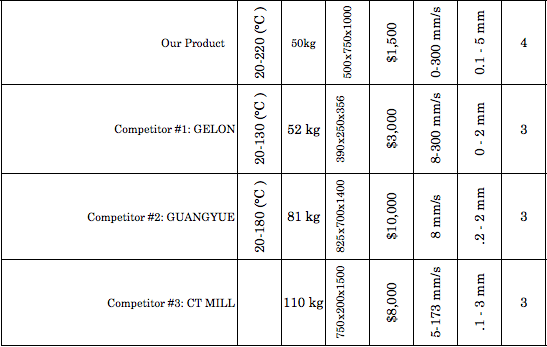 Our Product 20-220 (°C ) 50kg 500x750x1000 $1,500 0-300 mm/s 0.1 - 5 mm 4
Competitor #1: GELON 20-130 (°C ) 52 kg 390x250x356 $3,000 8-300 mm/s 0 - 2 mm 3
Competitor #2: GUANGYUE 20-180 (°C ) 81 kg 825x700x1400 $10,000 8 mm/s .2 - 2 mm 3
Competitor #3: CT MILL 110 kg 750x200x1500 $8,000 5-173 mm/s .1 - 3 mm 3